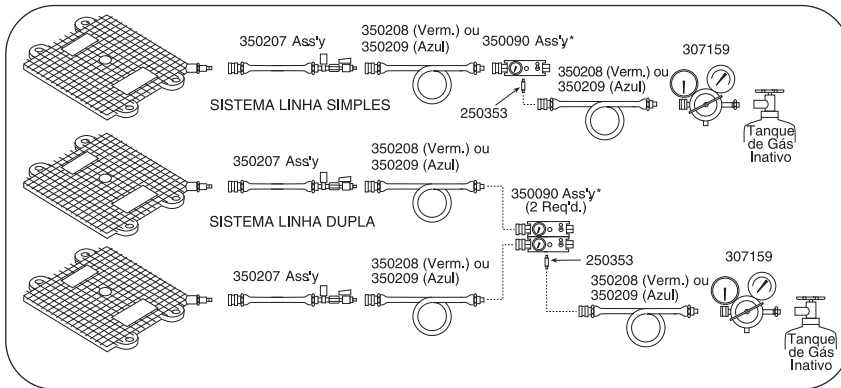 350207 Ass'y
350208 (Verm.) ou
350209 (Azul)
350090 Ass'y*
307159
350208 (Verm.) ou
350209 (Azul)
250353
SISTEMA LINHA SIMPLES
Tanque
de Gás
Inativo
350207 Ass'y
350208 (Verm.) ou
350209 (Azul)
SISTEMA LINHA DUPLA
350090 Ass'y*
(2 Req'd.)
250353
307159
350207 Ass'y
350208 (Verm.) ou
350209 (Azul)
350208 (Verm.) ou
350209 (Azul)
Tanque
de Gás
Inativo